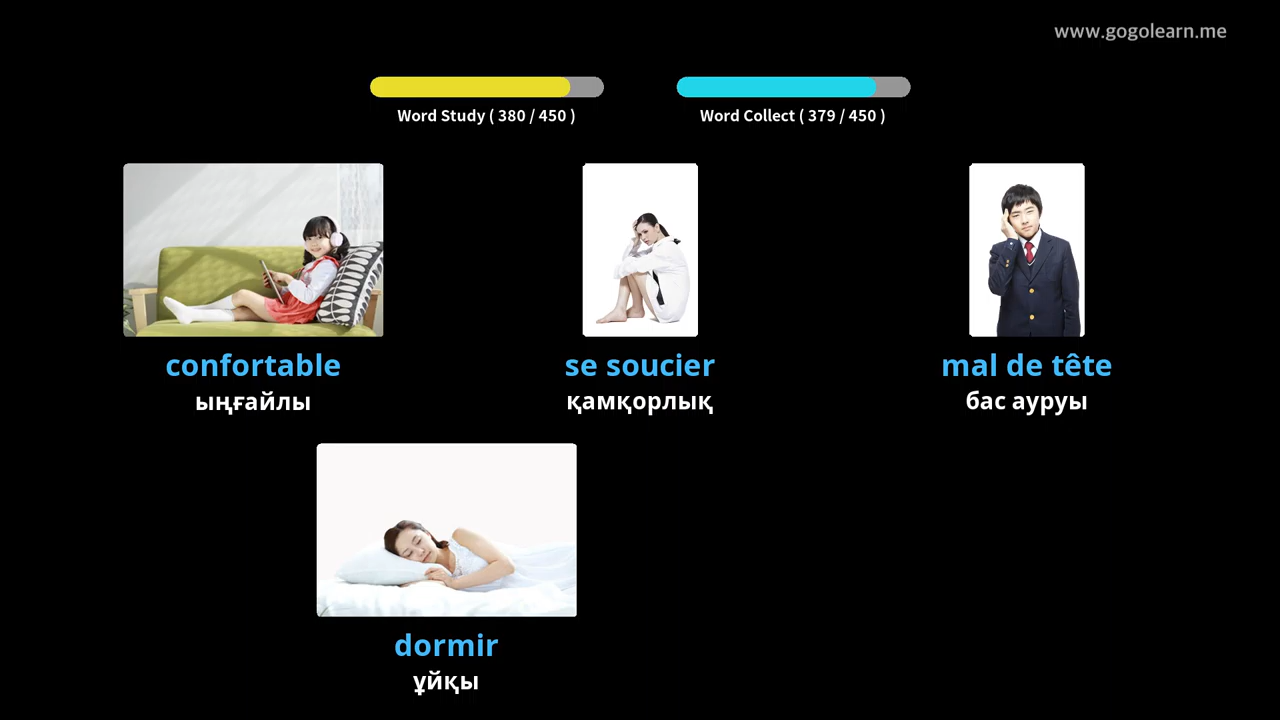 www.gogolearn.me
Word Study ( 380 / 450 )
Word Collect ( 379 / 450 )
confortable
ыңғайлы
se soucier
қамқорлық
mal de tête
бас ауруы
dormir
ұйқы